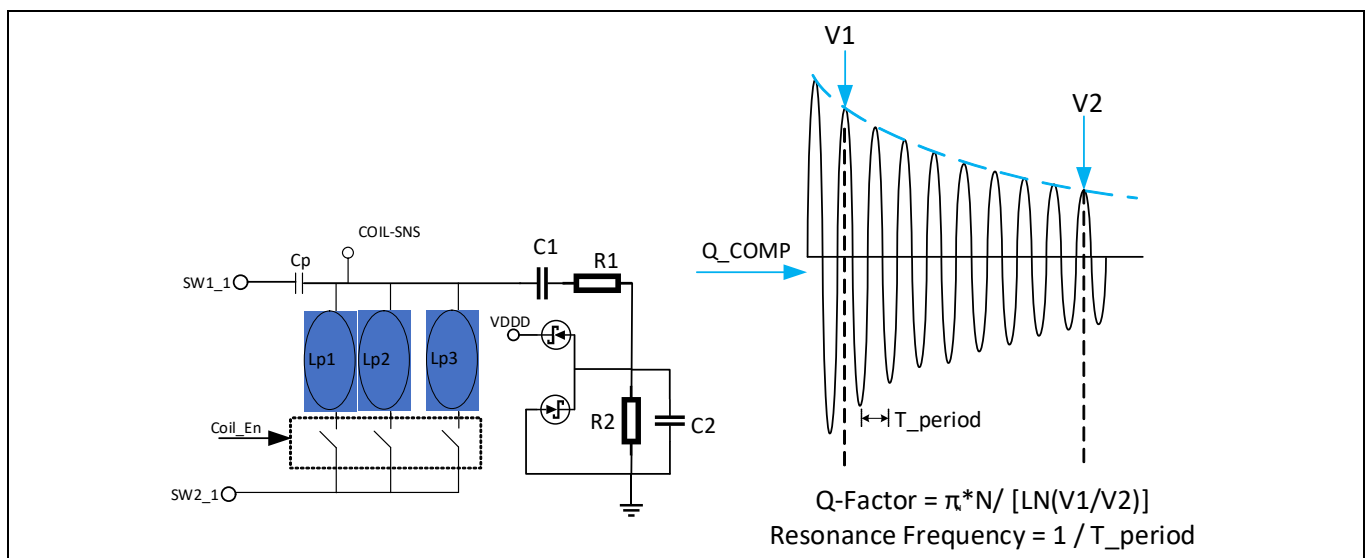 V1
V2
COIL-SNS
C1
R1
Cp
SW1_1
Q_COMP
VDDD
Lp1
Lp2
Lp3
Coil_En
R2
C2
T_period
SW2_1
Q-Factor = π*N/ [LN(V1/V2)]
Resonance Frequency = 1 / T_period